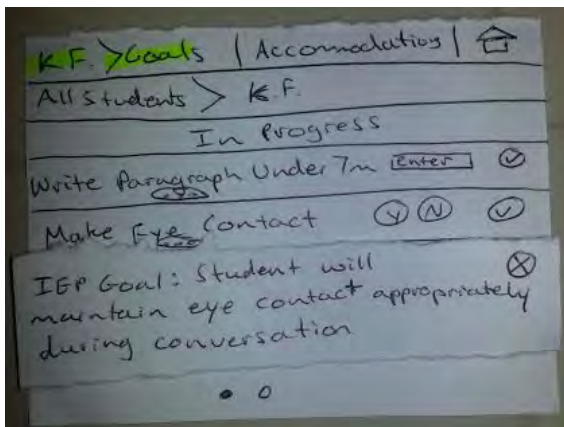 K.F. > Goals | Accomodations |
All students > K.F.
In Progress
Write Paragraph Under 7m Enter
Make Eye Contact Y N
IEP Goal: Student will
maintain eye contact appropriately
during conversation